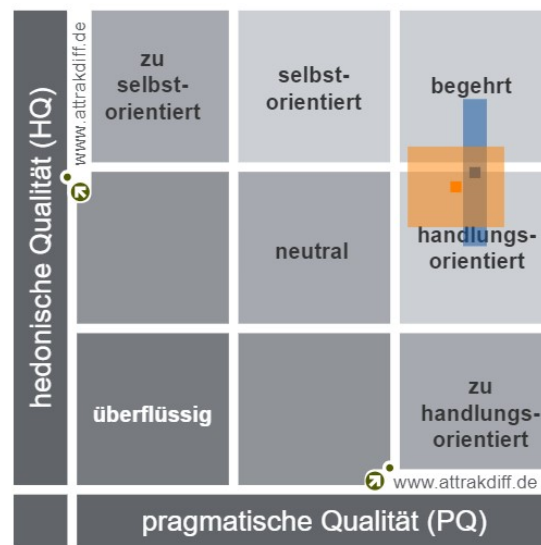 hedonische Qualität (HQ)
www.attrakdiff.de
zu
selbst-
orientiert
selbst-
orientiert
begehrt
neutral
handlungs-
orientiert
überflüssig
zu
handlungs-
orientiert
www.attrakdiff.de
pragmatische Qualität (PQ)